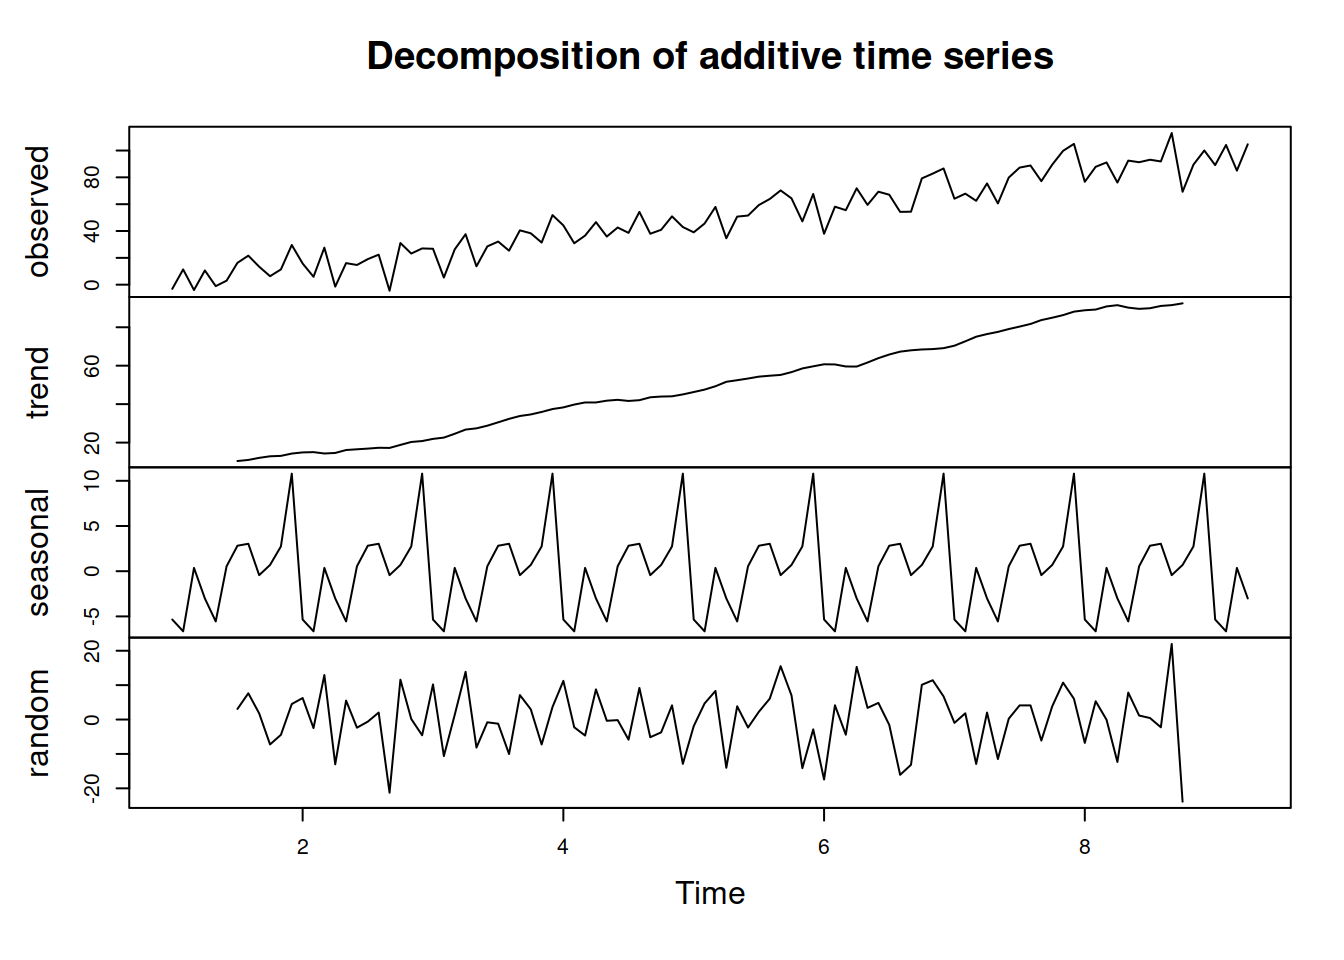 Decomposition of additive time series
observed
0 40 80
trend
20 60
seasonal
-5 0 5 10
random
-20 0 20
2 4 6 8
Time